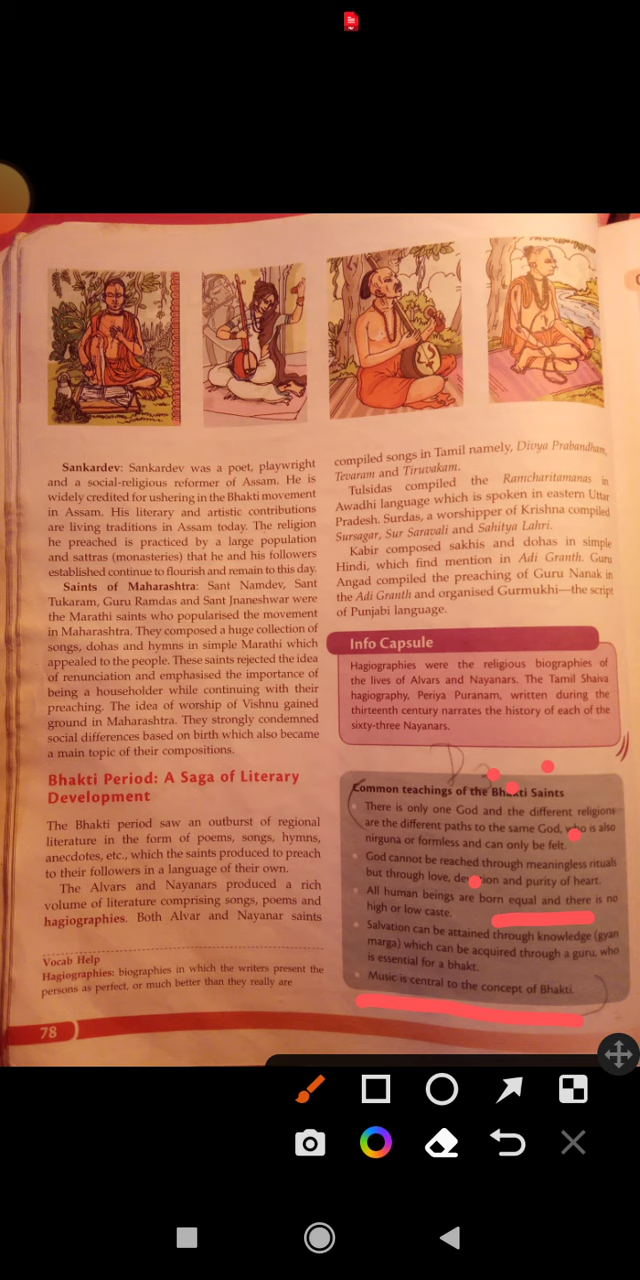 Sankardev: Sankardev was a poet, playwright
and a social-religious reformer of Assam. He is
widely credited for ushering in the Bhakti movement
in Assam. His literary and artistic contributions
are living traditions in Assam today. The religion
he preached is practiced by a large population
and sattras (monasteries) that he and his followers
established continue to flourish and remain to this day.
Saints of Maharashtra: Sant Namdev, Sant
Tukaram, Guru Ramdas and Sant Jnaneshwar were
the Marathi saints who popularised the movement
in Maharashtra. They composed a huge collection of
songs, dohas and hymns in simple Marathi which
appealed to the people. These saints rejected the idea
of renunciation and emphasised the importance of
being a householder while continuing with their
preaching. The idea of worship of Vishnu gained
ground in Maharashtra. They strongly condemned
social differences based on birth which also became
a main topic of their compositions.
Bhakti Period: A Saga of Literary
Development
The Bhakti period saw an outburst of regional
literature in the form of poems, songs, hymns,
anecdotes, etc., which the saints produced to preach
to their followers in a language of their own.
The Alvars and Nayanars produced a rich
volume of literature comprising songs, poems and
hagiographies. Both Alvar and Nayanar saints
Vocab Help
Hagiographies: biographies in which the writers present the
persons as perfect, or much better than they really are
78
compiled songs in Tamil namely, Divya Prabandham,
Tevaram and Tiruvakam.
Tulsidas compiled the Ramcharitamanas in
Awadhi language which is spoken in eastern Uttar
Pradesh. Surdas, a worshipper of Krishna compiled
Sursagar, Sur Saravali and Sahitya Lahri.
Kabir composed sakhis and dohas in simple
Hindi, which find mention in Adi Granth. Guru
Angad compiled the preaching of Guru Nanak in
the Adi Granth and organised Gurmukhi—the script
of Punjabi language.
Info Capsule
Hagiographies were the religious biographies of
the lives of Alvars and Nayanars. The Tamil Shaiva
hagiography, Periya Puranam, written during the
thirteenth century narrates the history of each of the
sixty-three Nayanars.
Common teachings of the Bhakti Saints
• There is only one God and the different religions
are the different paths to the same God, who is also
nirguna or formless and can only be felt.
• God cannot be reached through meaningless rituals
but through love, devotion and purity of heart.
• All human beings are born equal and there is no
high or low caste.
• Salvation can be attained through knowledge (gyan
marga) which can be acquired through a guru, who
is essential for a bhakt.
• Music is central to the concept of Bhakti.